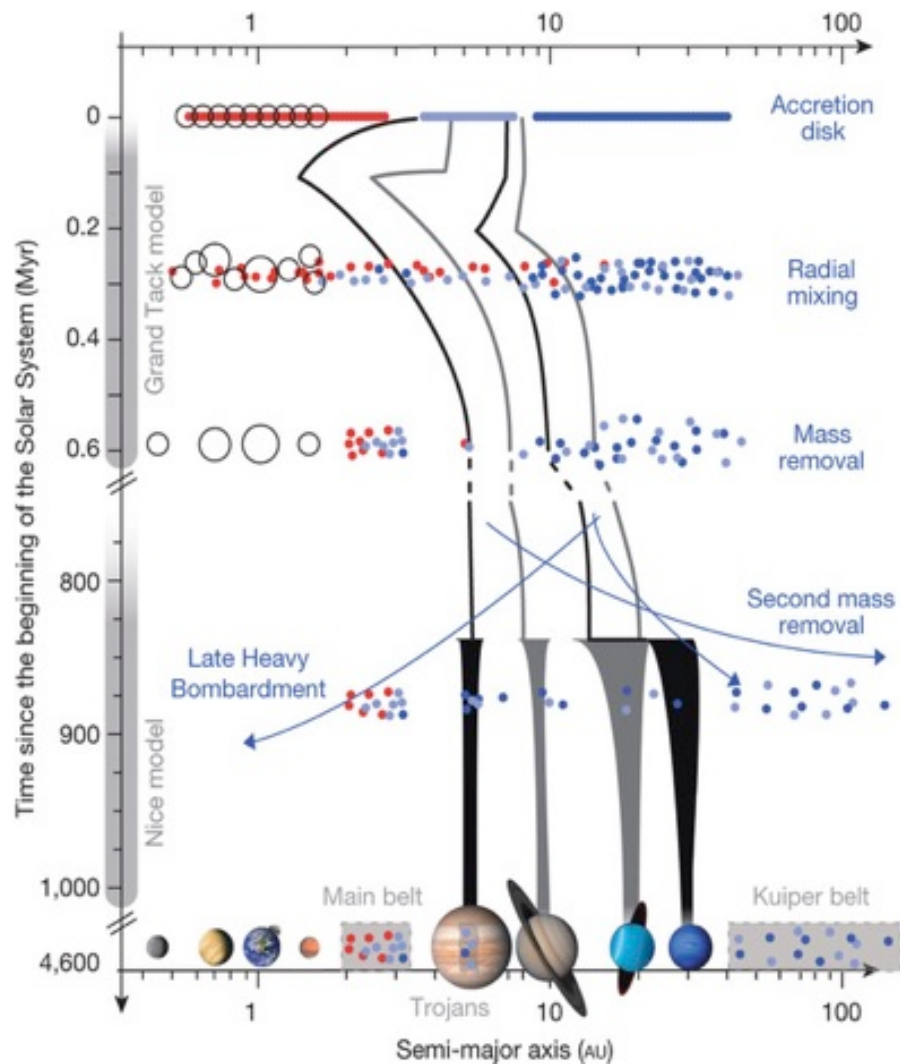 1 10 100
0
Accretion
disk
0.2
Radial
mixing
0.4
0.6
Mass
removal
Grand Tack model
Time since the beginning of the Solar System (Myr)
800
Second mass
removal
Late Heavy
Bombardment
900
Nice model
1,000
Main belt
Kuiper belt
4,600
Trojans
1 10 100
Semi-major axis (AU)